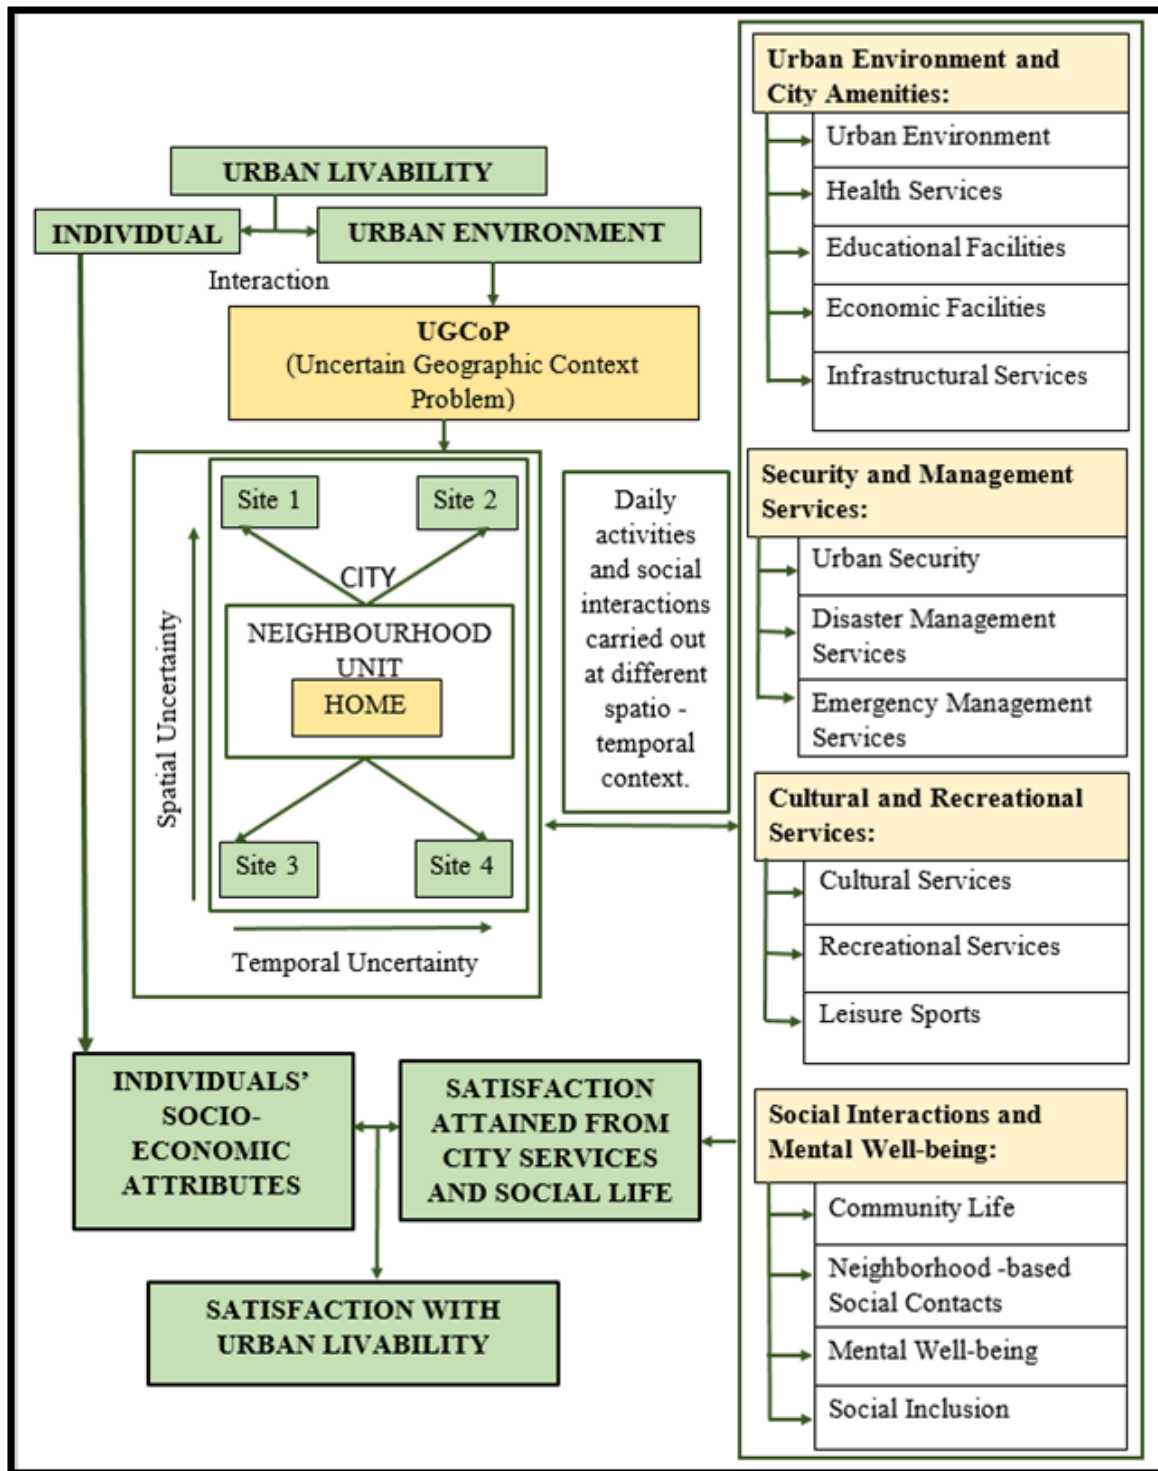 URBAN LIVABILITY
INDIVIDUAL
URBAN ENVIRONMENT
Interaction
UGCoP
(Uncertain Geographic Context
Problem)
Site 1
Site 2
CITY
NEIGHBOURHOOD
UNIT
HOME
Site 3
Site 4
Spatial Uncertainty
Temporal Uncertainty
Daily
activities
and social
interactions
carried out
at different
spatio -
temporal
context.
INDIVIDUALS’
SOCIO-
ECONOMIC
ATTRIBUTES
SATISFACTION
ATTAINED FROM
CITY SERVICES
AND SOCIAL LIFE
SATISFACTION WITH
URBAN LIVABILITY
Urban Environment and
City Amenities:
Urban Environment
Health Services
Educational Facilities
Economic Facilities
Infrastructural Services
Security and Management
Services:
Urban Security
Disaster Management
Services
Emergency Management
Services
Cultural and Recreational
Services:
Cultural Services
Recreational Services
Leisure Sports
Social Interactions and
Mental Well-being:
Community Life
Neighborhood -based
Social Contacts
Mental Well-being
Social Inclusion